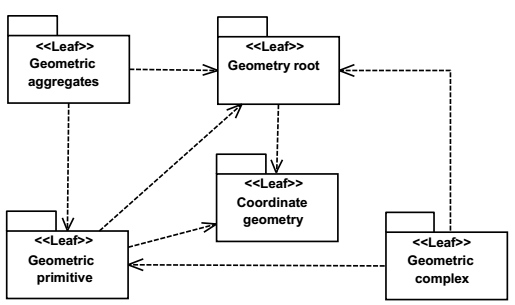 <<Leaf>>
Geometric
aggregates
<<Leaf>>
Geometry root
<<Leaf>>
Coordinate
geometry
<<Leaf>>
Geometric
primitive
<<Leaf>>
Geometric
complex